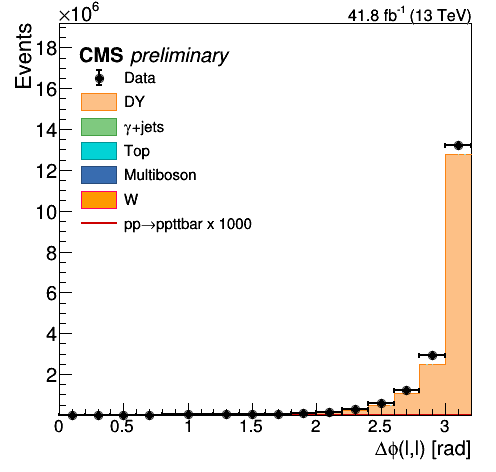 ×10⁶
41.8 fb⁻¹ (13 TeV)
Events
CMS preliminary
Data
DY
γ+jets
Top
Multiboson
W
pp→ppttbar x 1000
18
16
14
12
10
8
6
4
2
0 0.5 1 1.5 2 2.5 3
Δφ(l,l) [rad]